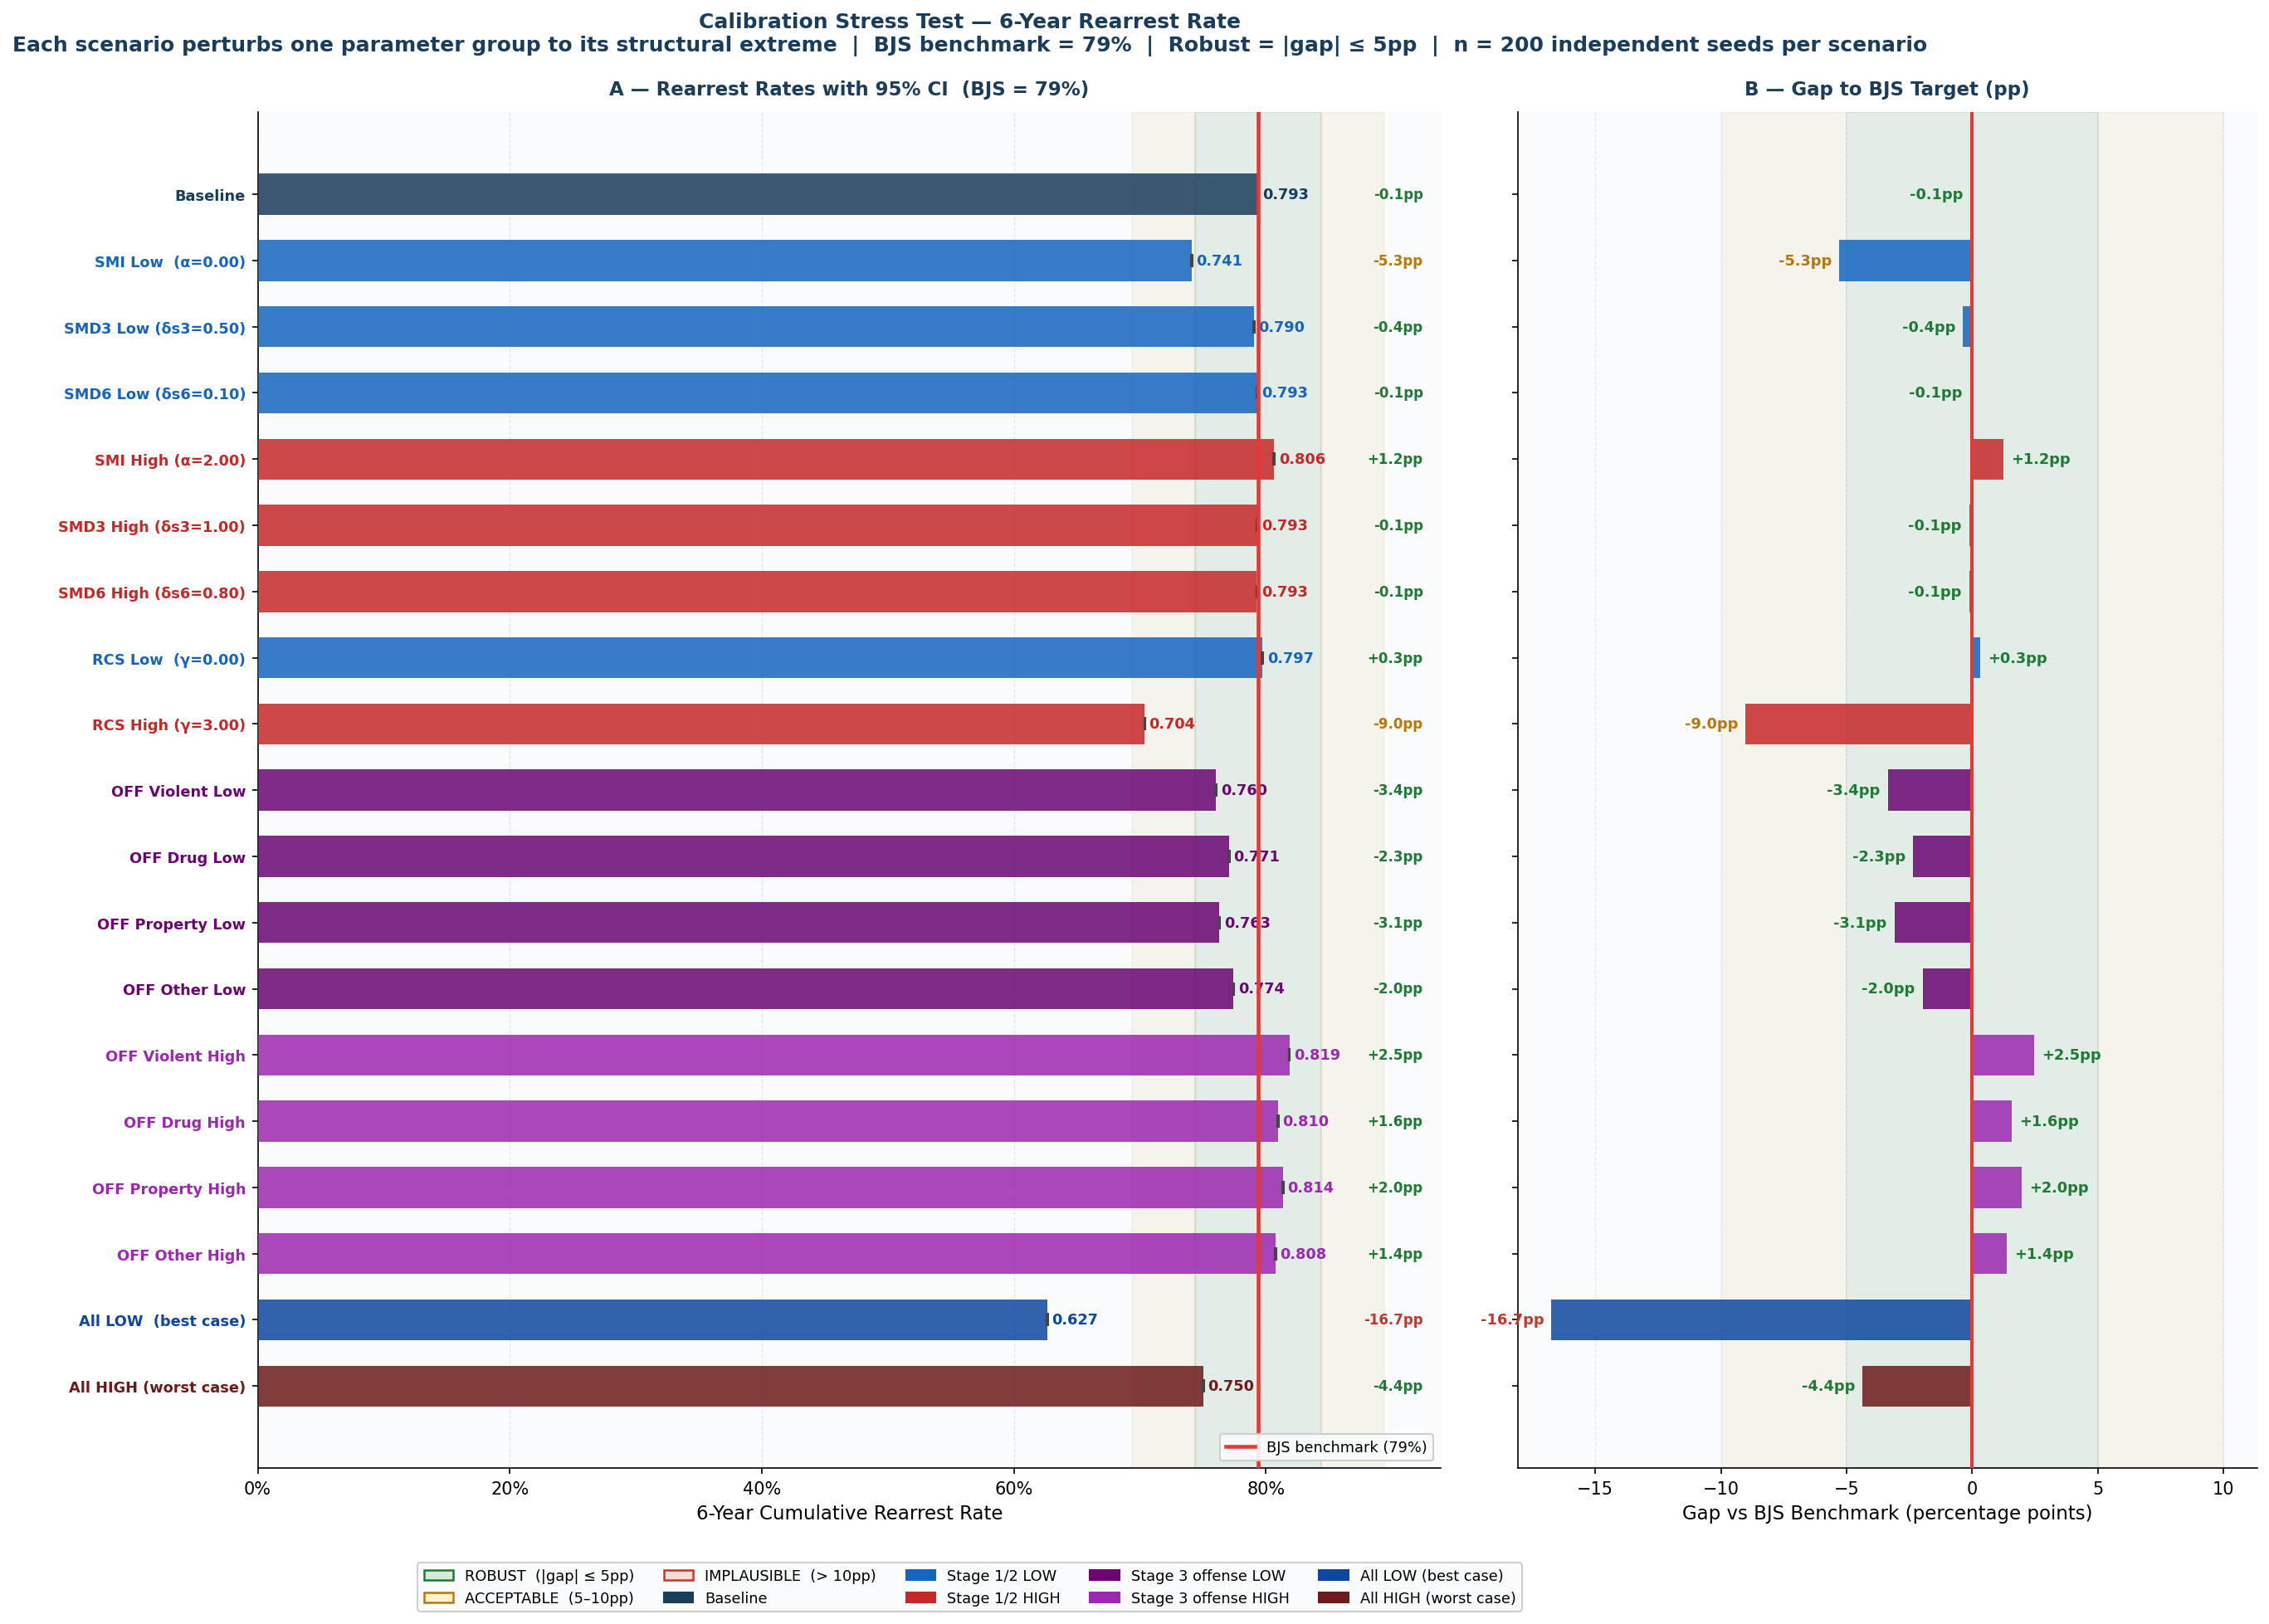 Calibration Stress Test — 6-Year Rearrest Rate
Each scenario perturbs one parameter group to its structural extreme | BJS benchmark = 79% | Robust = |gap| ≤ 5pp | n = 200 independent seeds per scenario
A — Rearrest Rates with 95% CI (BJS = 79%)
Baseline 0.793 -0.1pp
SMI Low (α=0.00) 0.741 -5.3pp
SMD3 Low (δs3=0.50) 0.790 -0.4pp
SMD6 Low (δs6=0.10) 0.793 -0.1pp
SMI High (α=2.00) 0.806 +1.2pp
SMD3 High (δs3=1.00) 0.793 -0.1pp
SMD6 High (δs6=0.80) 0.793 -0.1pp
RCS Low (γ=0.00) 0.797 +0.3pp
RCS High (γ=3.00) 0.704 -9.0pp
OFF Violent Low 0.760 -3.4pp
OFF Drug Low 0.771 -2.3pp
OFF Property Low 0.763 -3.1pp
OFF Other Low 0.774 -2.0pp
OFF Violent High 0.819 +2.5pp
OFF Drug High 0.810 +1.6pp
OFF Property High 0.814 +2.0pp
OFF Other High 0.808 +1.4pp
All LOW (best case) 0.627 -16.7pp
All HIGH (worst case) 0.750 -4.4pp
BJS benchmark (79%)
0% 20% 40% 60% 80%
6-Year Cumulative Rearrest Rate
B — Gap to BJS Target (pp)
-0.1pp
-5.3pp
-0.4pp
-0.1pp
+1.2pp
-0.1pp
-0.1pp
+0.3pp
-9.0pp
-3.4pp
-2.3pp
-3.1pp
-2.0pp
+2.5pp
+1.6pp
+2.0pp
+1.4pp
-16.7pp
-4.4pp
−15 −10 −5 0 5 10
Gap vs BJS Benchmark (percentage points)
ROBUST (|gap| ≤ 5pp) IMPLAUSIBLE (> 10pp) Stage 1/2 LOW Stage 3 offense LOW All LOW (best case)
ACCEPTABLE (5–10pp) Baseline Stage 1/2 HIGH Stage 3 offense HIGH All HIGH (worst case)